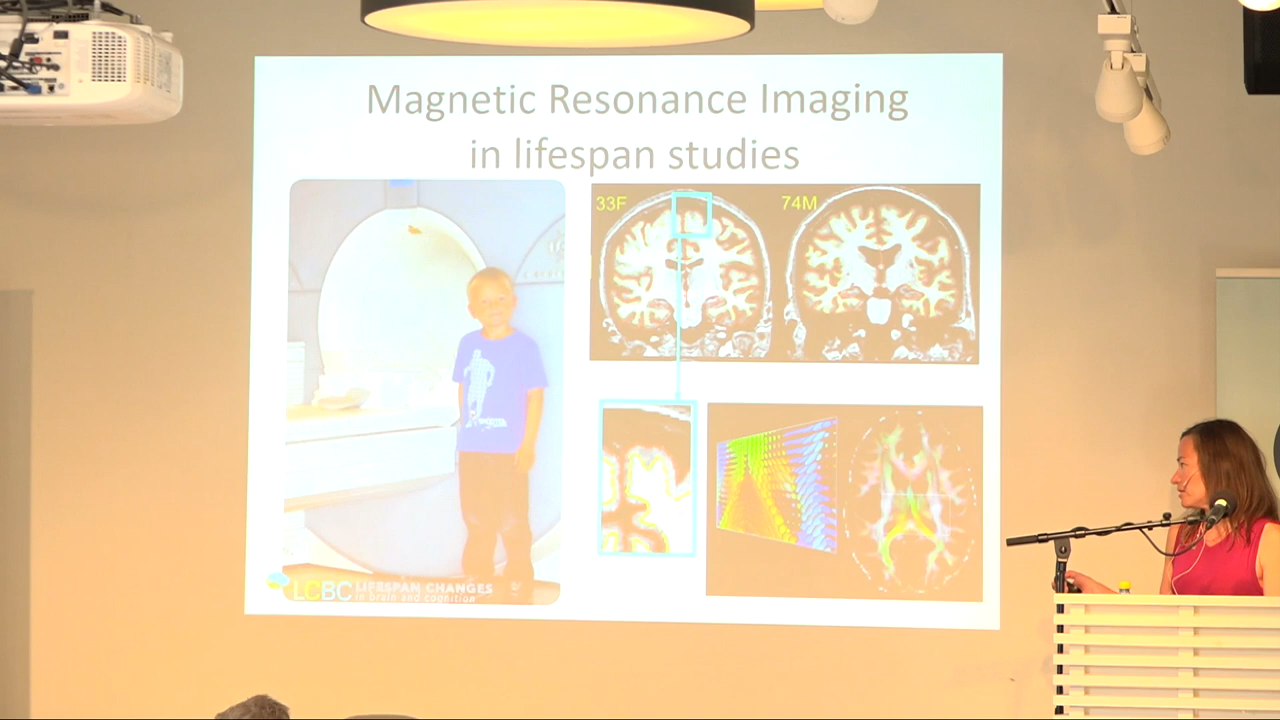 Magnetic Resonance Imaging
in lifespan studies
33F
74M
LCBC LIFESPAN CHANGES
in brain and cognition